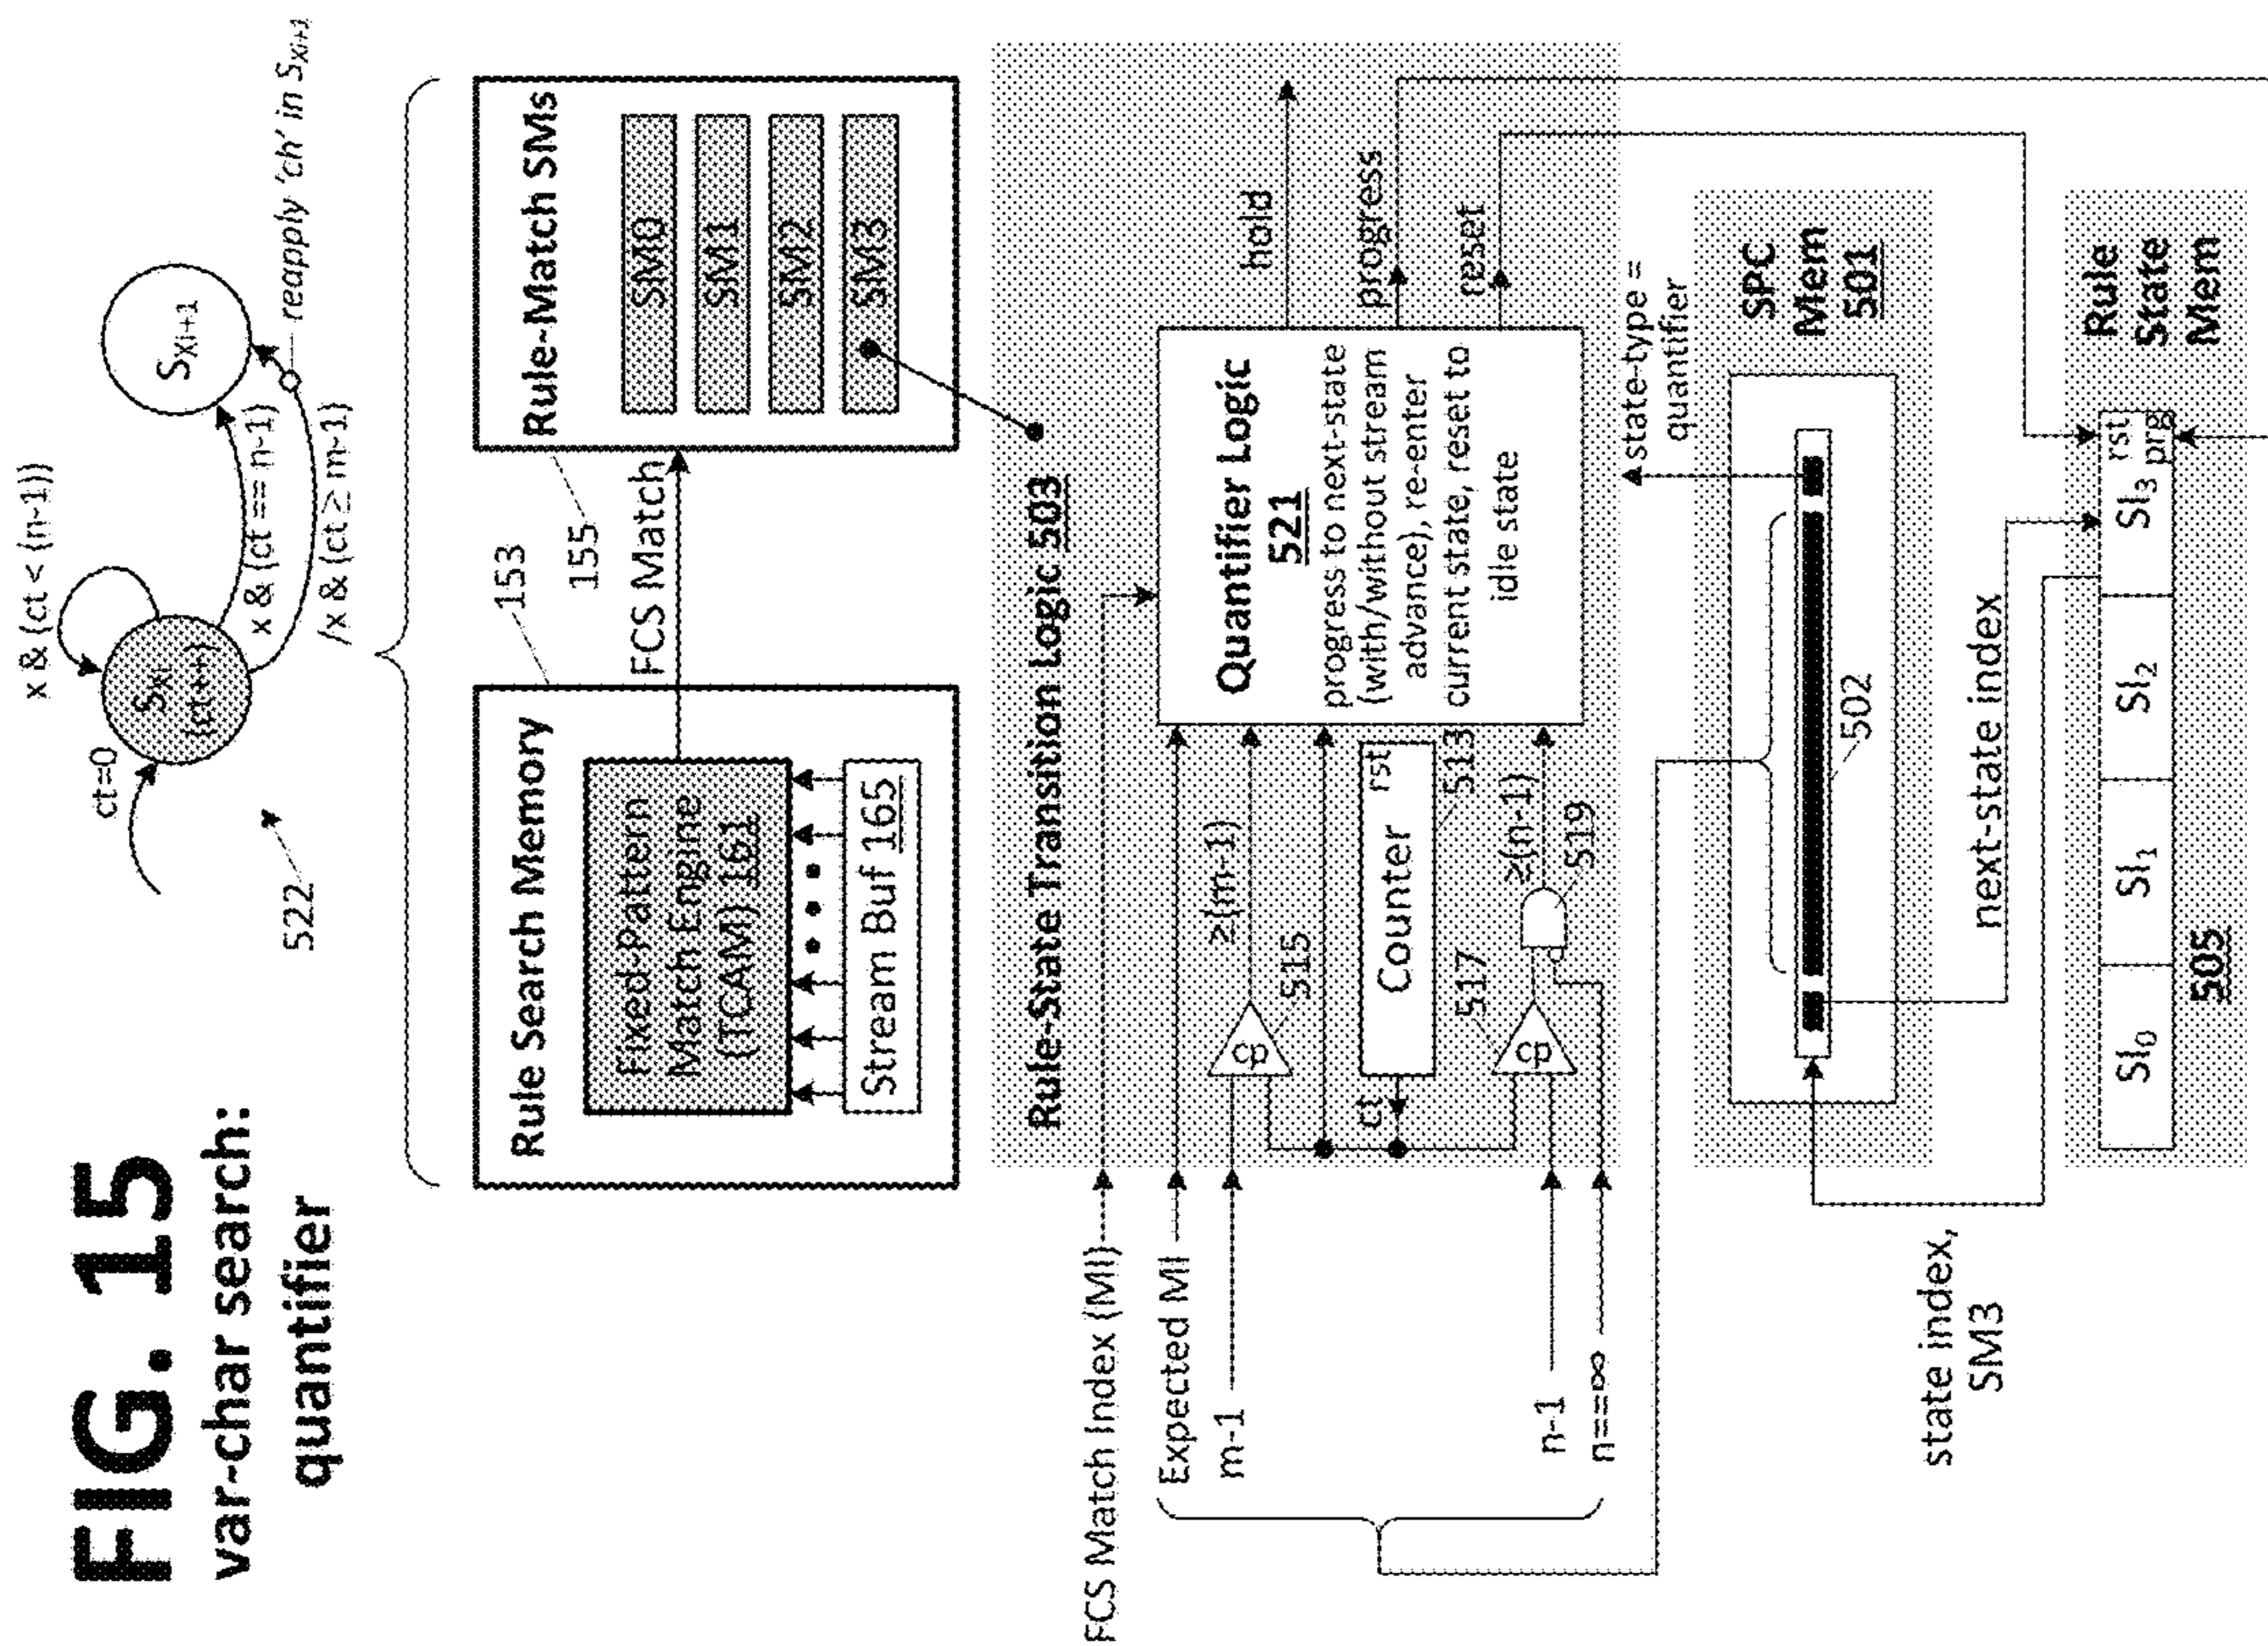 FIG. 15
var-char search:
quantifier
522
ct=0
x & (ct < (n-1))
S_Xi
(ct++)
x & (ct == n-1)
/x & (ct ≥ m-1)
S_Xi+1
reapply 'ch' in S_Xi+1
Rule Search Memory
153
Fixed-Pattern
Match Engine
(TCAM) 161
Stream Buf 165
FCS Match
155
Rule-Match SMs
SM0
SM1
SM2
SM3
Rule-State Transition Logic 503
FCS Match Index (MI)
Expected MI
m-1
n-1
n==∞
cp
515
≥(m-1)
ct
Counter
rst
513
cp
517
≥(n-1)
519
Quantifier Logic
521
progress to next-state
(with/without stream
advance), re-enter
current state, reset to
idle state
hold
progress
reset
state-type =
quantifier
SPC
Mem
501
502
next-state index
state index,
SM3
SI0
SI1
SI2
SI3
rst
prg
505
Rule
State
Mem